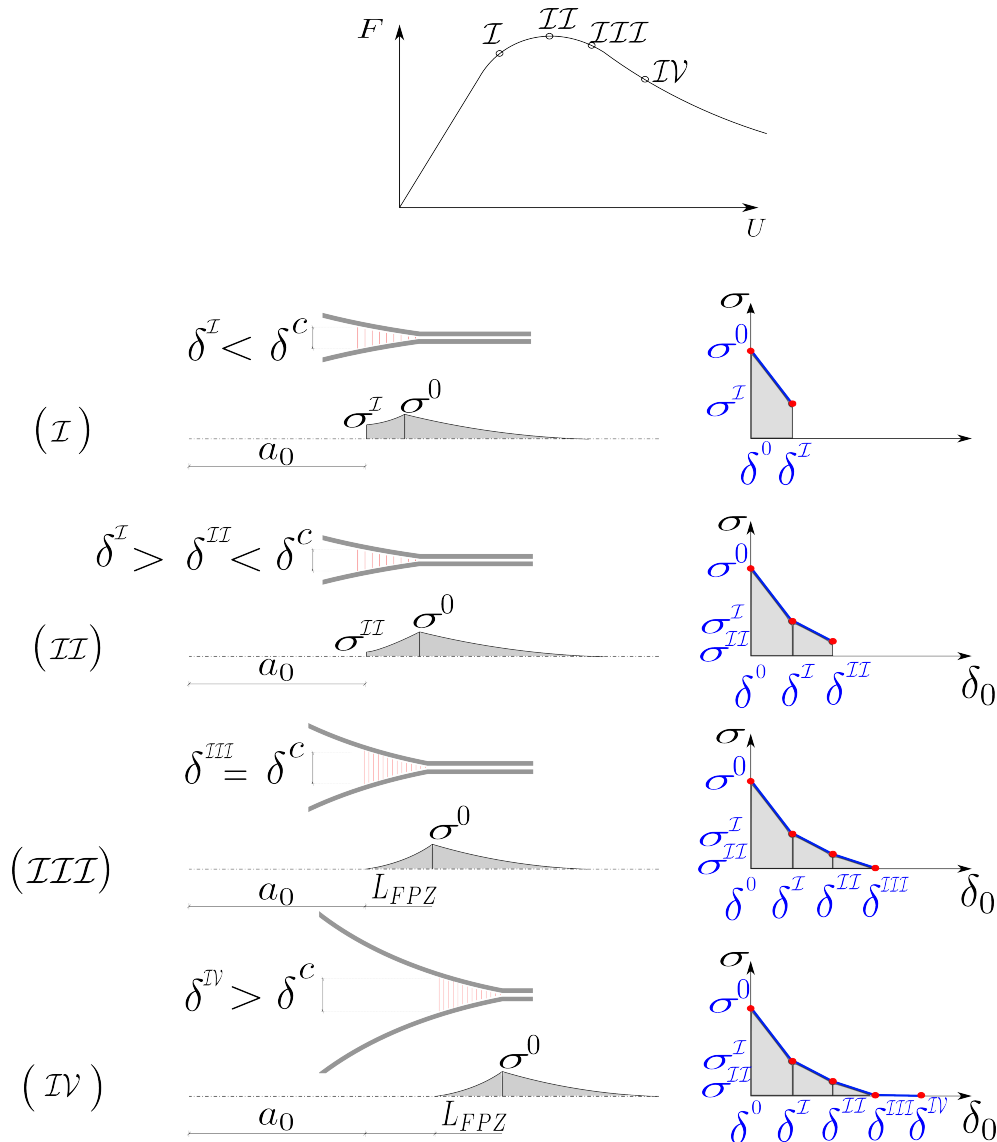 F
I
II
III
IV
U
δ^I < δ^c
(I)
σ^I
σ^0
a_0
σ
σ^0
σ^I
δ^0 δ^I
δ^I > δ^II < δ^c
(II)
σ^II
σ^0
a_0
σ
σ^0
σ^I
σ^II
δ^0 δ^I δ^II
δ_0
δ^III = δ^c
(III)
σ^0
a_0
L_FPZ
σ
σ^0
σ^I
σ^II
δ^0 δ^I δ^II δ^III
δ_0
δ^IV > δ^c
(IV)
σ^0
a_0
L_FPZ
σ
σ^0
σ^I
σ^II
δ^0 δ^I δ^II δ^III δ^IV
δ_0